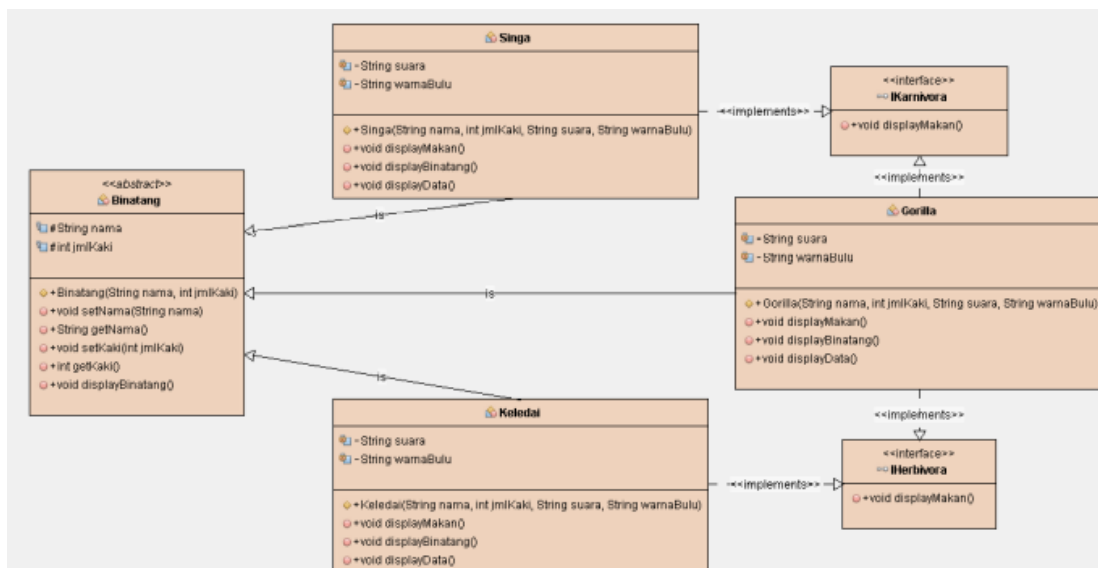 Singa
-String suara
-String warnaBulu
+Singa(String nama, int jmlKaki, String suara, String warnaBulu)
+void displayMakan()
+void displayBinatang()
+void displayData()
<<implements>>
<<interface>>
IKarnivora
+void displayMakan()
<<implements>>
<<abstract>>
Binatang
#String nama
#int jmlKaki
+Binatang(String nama, int jmlKaki)
+void setNama(String nama)
+String getNama()
+void setKaki(int jmlKaki)
+int getKaki()
+void displayBinatang()
is
is
is
Gorilla
-String suara
-String warnaBulu
+Gorilla(String nama, int jmlKaki, String suara, String warnaBulu)
+void displayMakan()
+void displayBinatang()
+void displayData()
<<implements>>
Keledai
-String suara
-String warnaBulu
+Keledai(String nama, int jmlKaki, String suara, String warnaBulu)
+void displayMakan()
+void displayBinatang()
+void displayData()
<<implements>>
<<interface>>
IHerbivora
+void displayMakan()